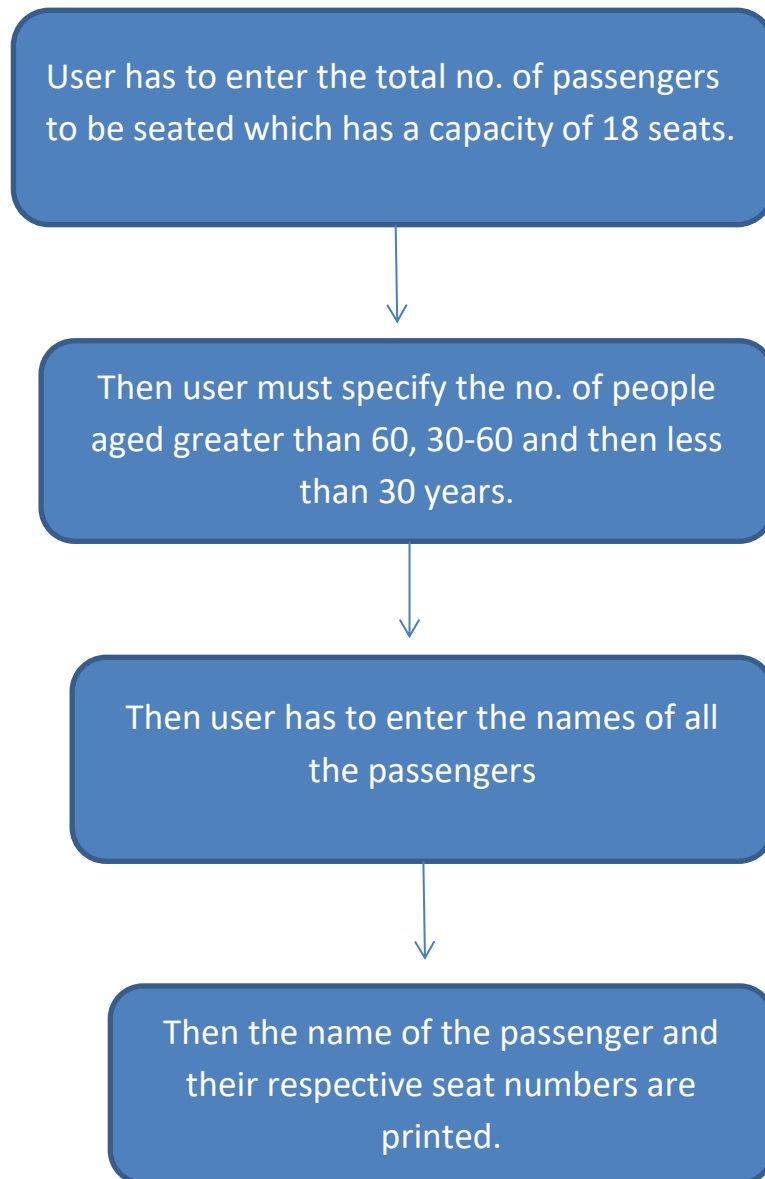 User has to enter the total no. of passengers
to be seated which has a capacity of 18 seats.
Then user must specify the no. of people
aged greater than 60, 30-60 and then less
than 30 years.
Then user has to enter the names of all
the passengers
Then the name of the passenger and
their respective seat numbers are
printed.